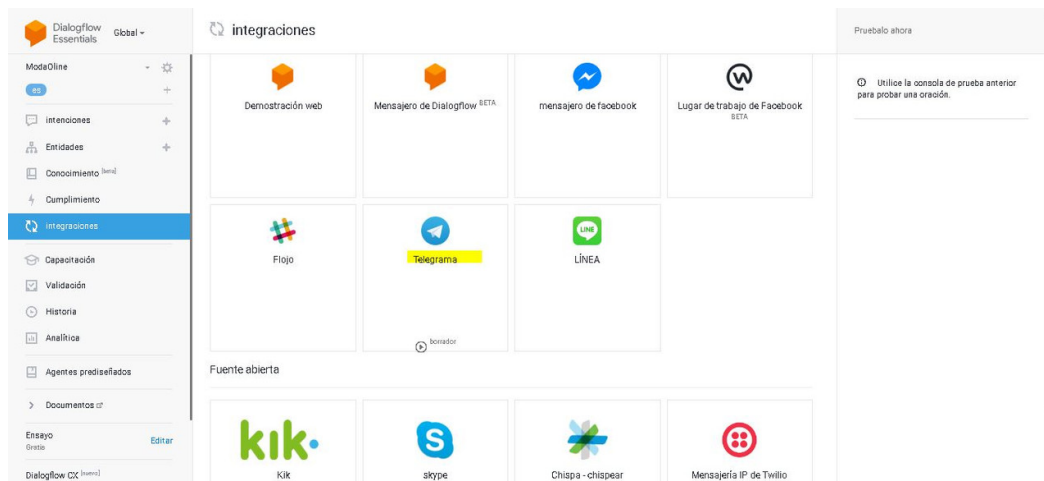 Dialogflow
Essentials
Global
integraciones
Pruebalo ahora
ModaOline
es
intenciones
Entidades
Conocimiento [beta]
Cumplimiento
integraciones
Capacitación
Validación
Historia
Analítica
Agentes prediseñados
Documentos
Ensayo
Gratis
Editar
Dialogflow CX [nuevo]
Demostración web
Mensajero de Dialogflow BETA
mensajero de facebook
Lugar de trabajo de Facebook
BETA
Flojo
Telegrama
borrador
LINE
LÍNEA
Fuente abierta
kik
Kik
skype
Chispa - chispear
Mensajería IP de Twilio
Utilice la consola de prueba anterior
para probar una oración.